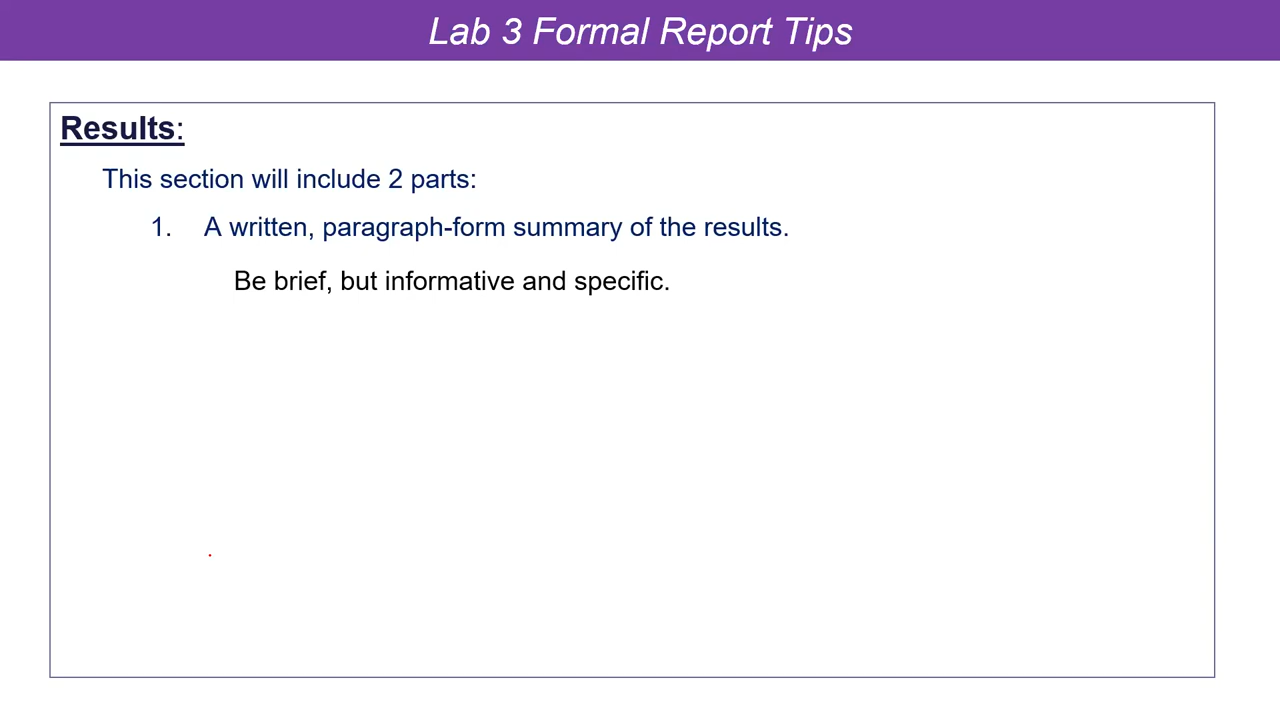 Lab 3 Formal Report Tips
Results:
This section will include 2 parts:
1. A written, paragraph-form summary of the results.
Be brief, but informative and specific.